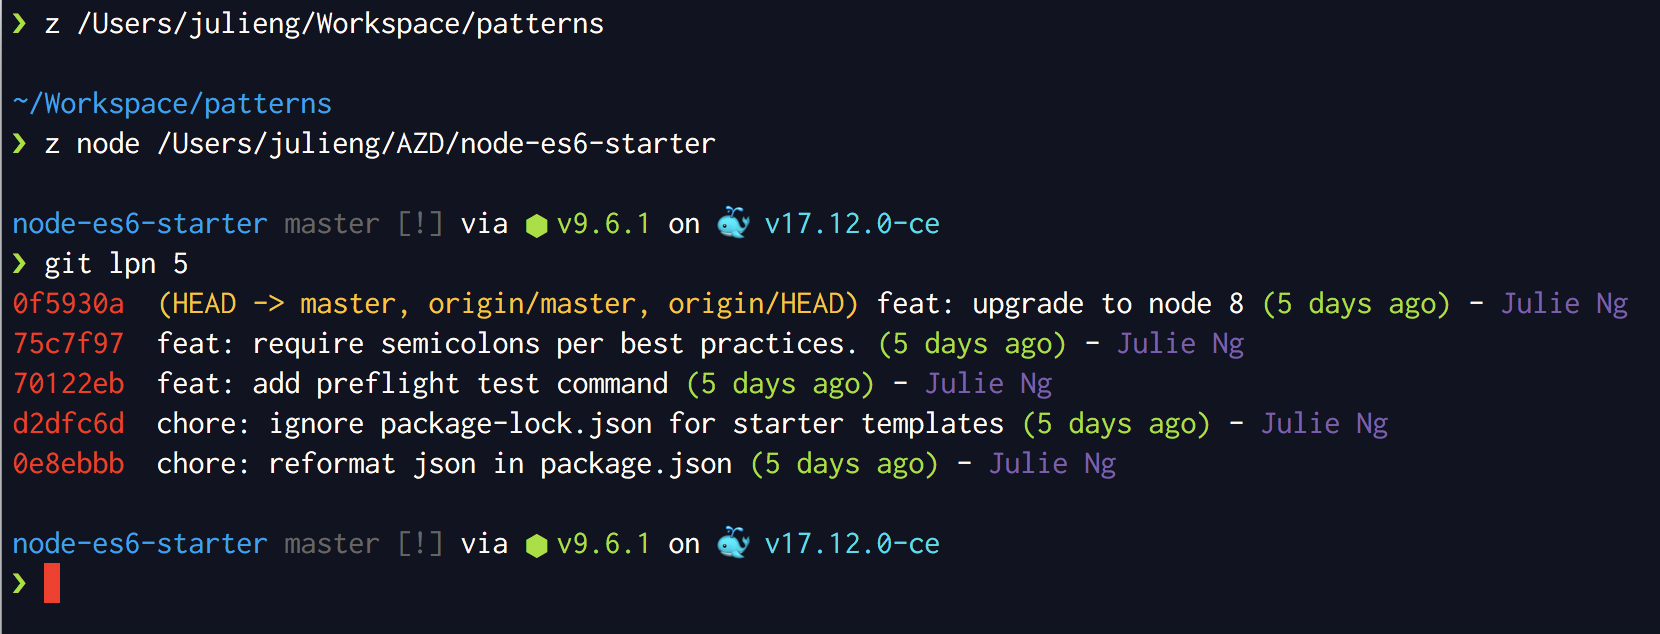 ❯ z /Users/julieng/Workspace/patterns
~/Workspace/patterns
❯ z node /Users/julieng/AZD/node-es6-starter
node-es6-starter master [!] via ⬢ v9.6.1 on 🐳 v17.12.0-ce
❯ git lpn 5
0f5930a  (HEAD -> master, origin/master, origin/HEAD) feat: upgrade to node 8 (5 days ago) - Julie Ng
75c7f97  feat: require semicolons per best practices. (5 days ago) - Julie Ng
70122eb  feat: add preflight test command (5 days ago) - Julie Ng
d2dfc6d  chore: ignore package-lock.json for starter templates (5 days ago) - Julie Ng
0e8ebbb  chore: reformat json in package.json (5 days ago) - Julie Ng
node-es6-starter master [!] via ⬢ v9.6.1 on 🐳 v17.12.0-ce
❯